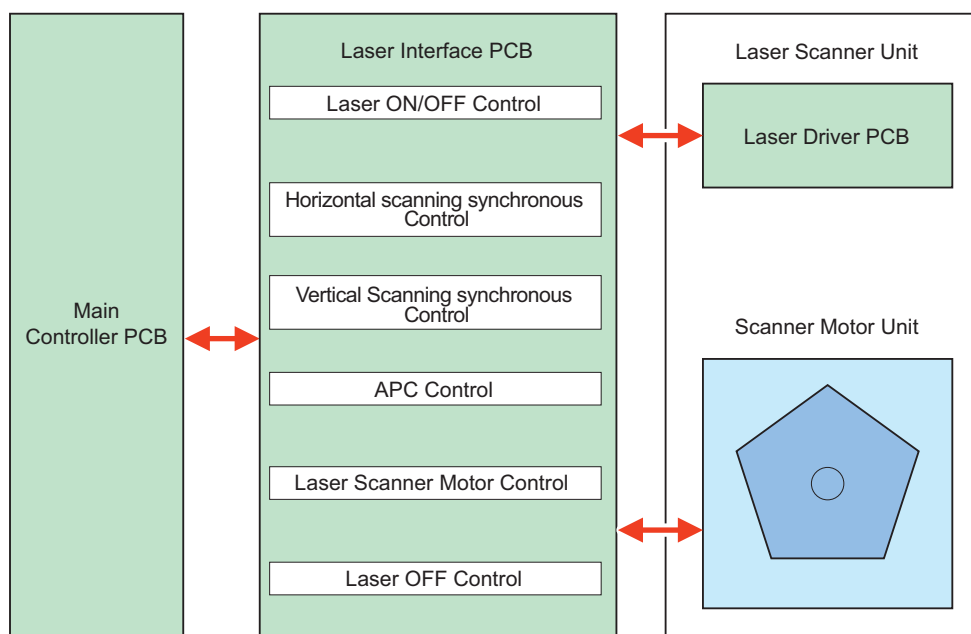 Main
Controller PCB
Laser Interface PCB
Laser ON/OFF Control
Horizontal scanning synchronous
Control
Vertical Scanning synchronous
Control
APC Control
Laser Scanner Motor Control
Laser OFF Control
Laser Scanner Unit
Laser Driver PCB
Scanner Motor Unit